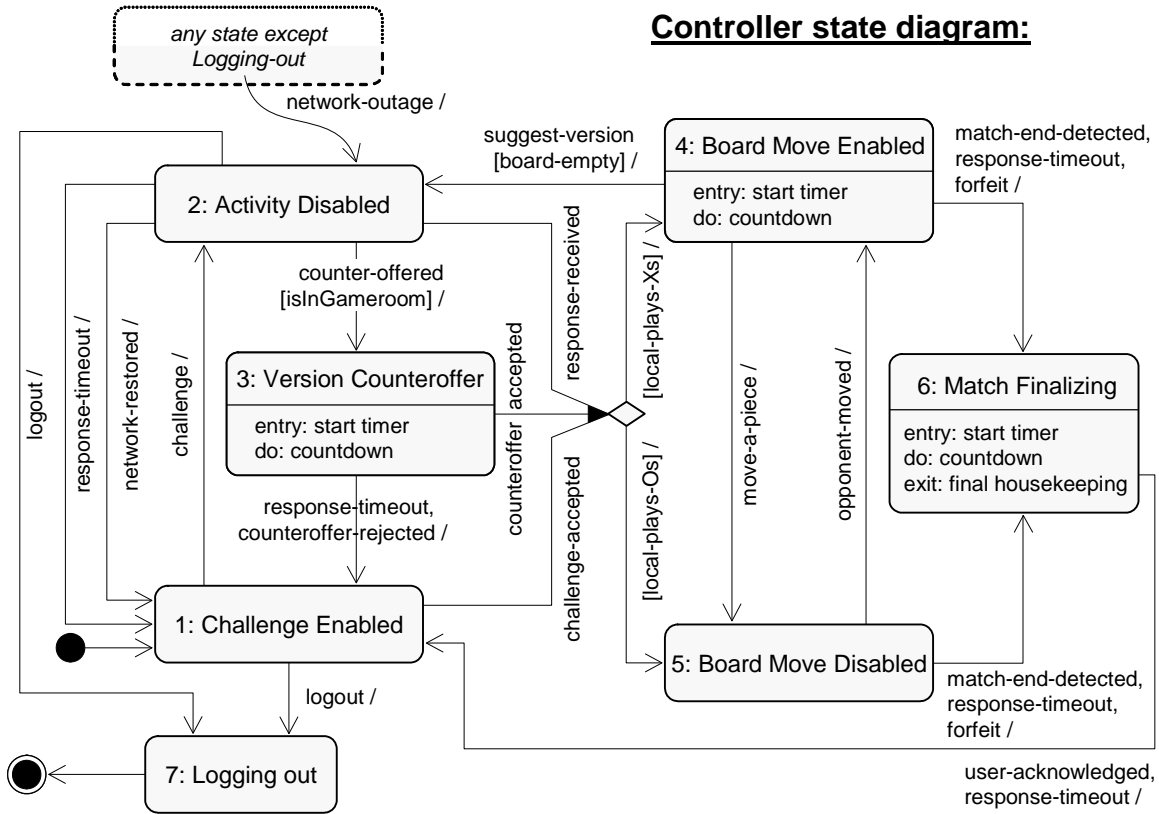 Controller state diagram:
any state except
Logging-out
network-outage /
suggest-version
[board-empty] /
4: Board Move Enabled
entry: start timer
do: countdown
match-end-detected,
response-timeout,
forfeit /
2: Activity Disabled
counter-offered
[isInGameroom] /
response-received
[local-plays-Xs] /
logout /
response-timeout /
network-restored /
challenge /
3: Version Counteroffer
entry: start timer
do: countdown
counteroffer accepted
move-a-piece /
opponent-moved /
6: Match Finalizing
entry: start timer
do: countdown
exit: final housekeeping
response-timeout,
counteroffer-rejected /
challenge-accepted
[local-plays-Os] /
1: Challenge Enabled
5: Board Move Disabled
match-end-detected,
response-timeout,
forfeit /
logout /
7: Logging out
user-acknowledged,
response-timeout /